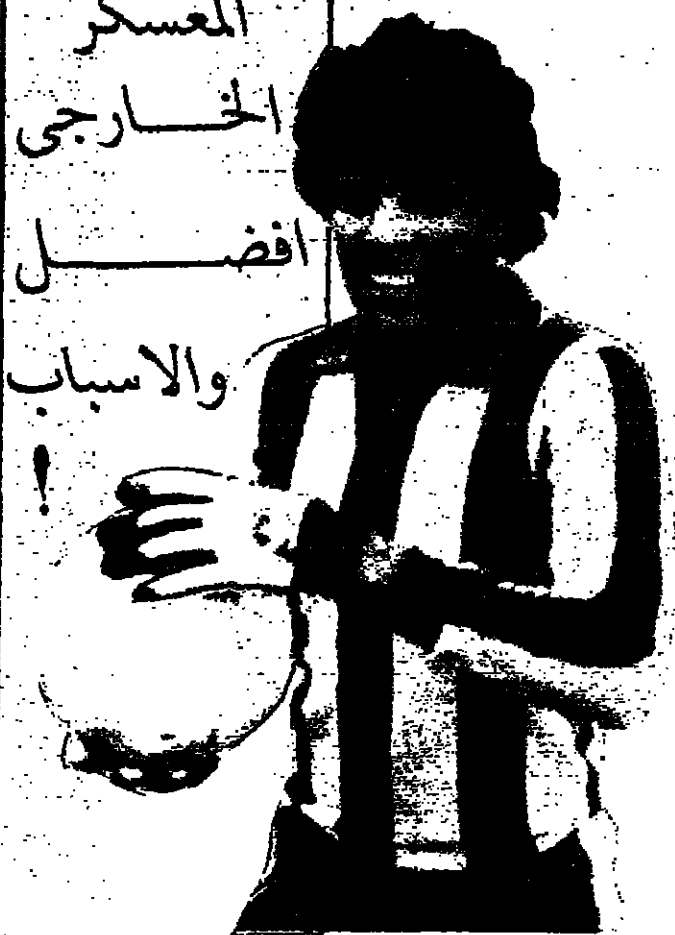 المعسكر
الخارجى
افضل
والاسباب
!